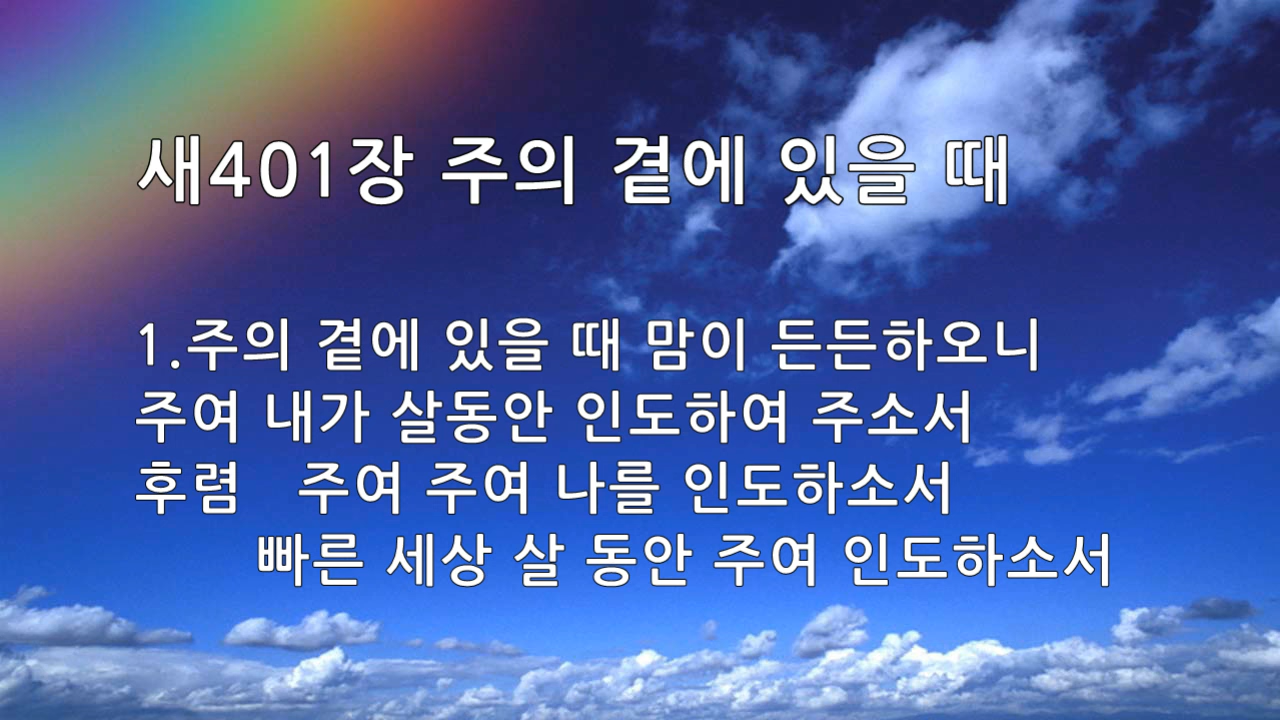 새401장 주의 곁에 있을 때
1.주의 곁에 있을 때 맘이 든든하오니
주여 내가 살동안 인도하여 주소서
후렴 주여 주여 나를 인도하소서
빠른 세상 살 동안 주여 인도하소서